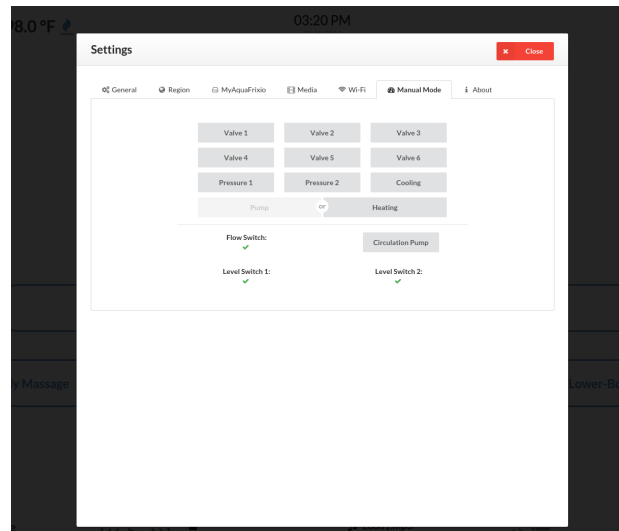 8.0 °F
03:20 PM
Settings
Close
General
Region
MyAquaFrixio
Media
Wi-Fi
Manual Mode
About
Valve 1
Valve 2
Valve 3
Valve 4
Valve 5
Valve 6
Pressure 1
Pressure 2
Cooling
Pump
or
Heating
Flow Switch:
Circulation Pump
Level Switch 1:
Level Switch 2:
y Massage
Lower-Bo